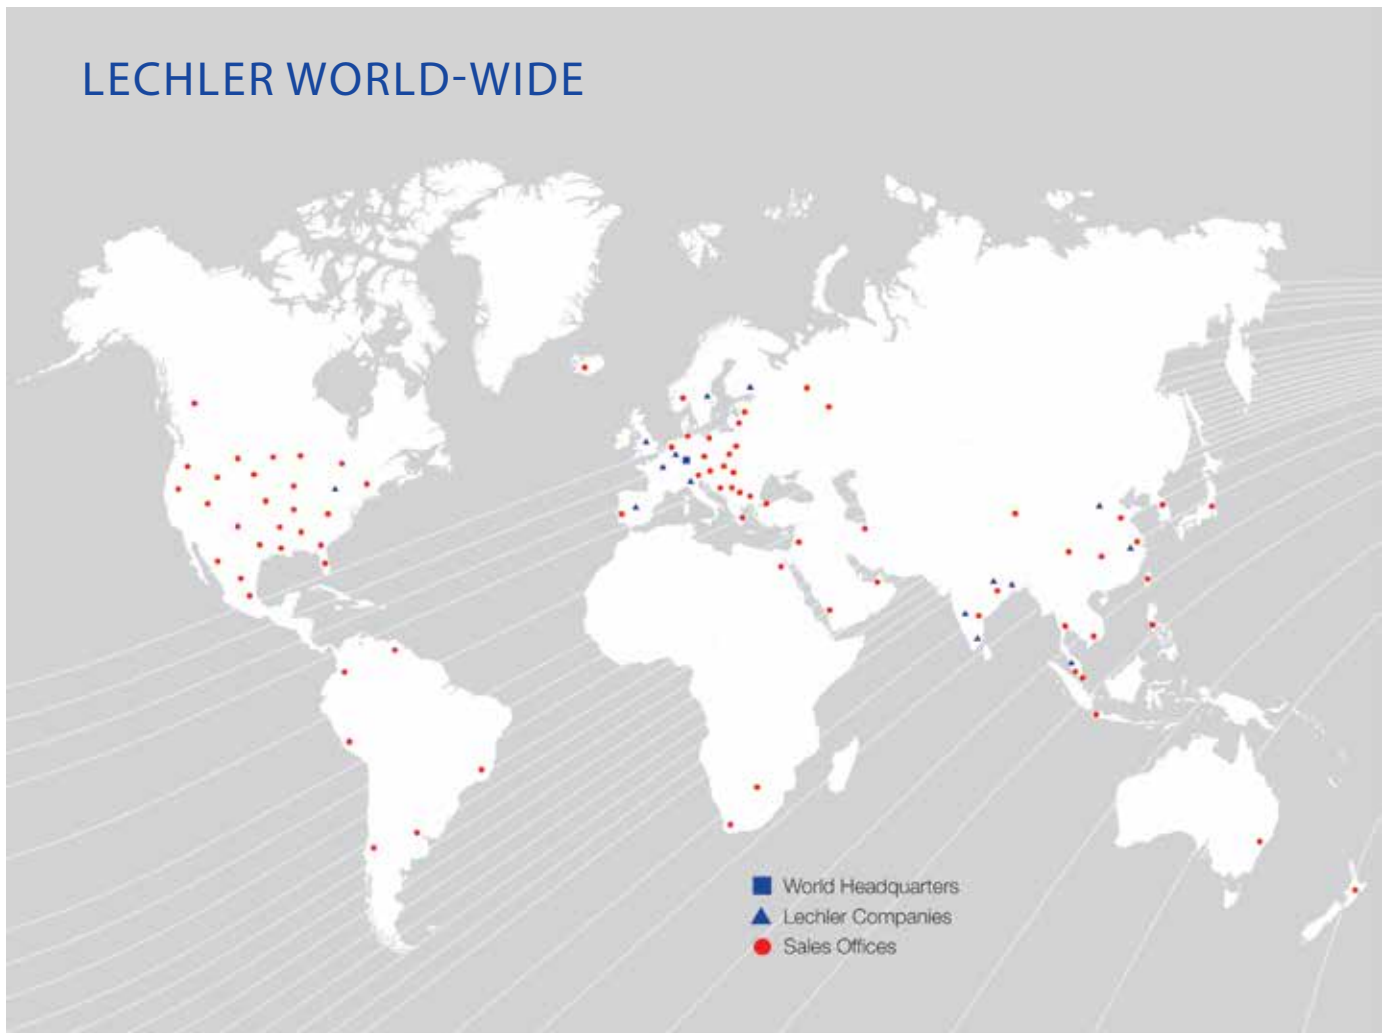 LECHLER WORLD-WIDE
World Headquarters
Lechler Companies
Sales Offices